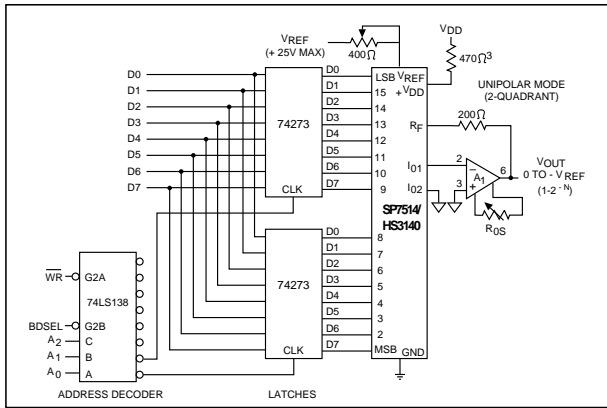 VREF
(+ 25V MAX)
400Ω
VDD
470Ω3
UNIPOLAR MODE
(2-QUADRANT)
200Ω
D0
D1
D2
D3
D4
D5
D6
D7
74273
CLK
D0
D1
D2
D3
D4
D5
D6
D7
LSB VREF
15 +VDD
14
13 RF
12
11
10 I01
9 I02
SP7514/
HS3140
8
7
6
5
4
3
2
MSB GND
2
3
6
–
+
A1
ROS
VOUT
0 TO - VREF
(1-2 -N)
74273
CLK
D0
D1
D2
D3
D4
D5
D6
D7
WR
G2A
74LS138
BDSEL
G2B
A2
C
A1
B
A0
A
ADDRESS DECODER
LATCHES